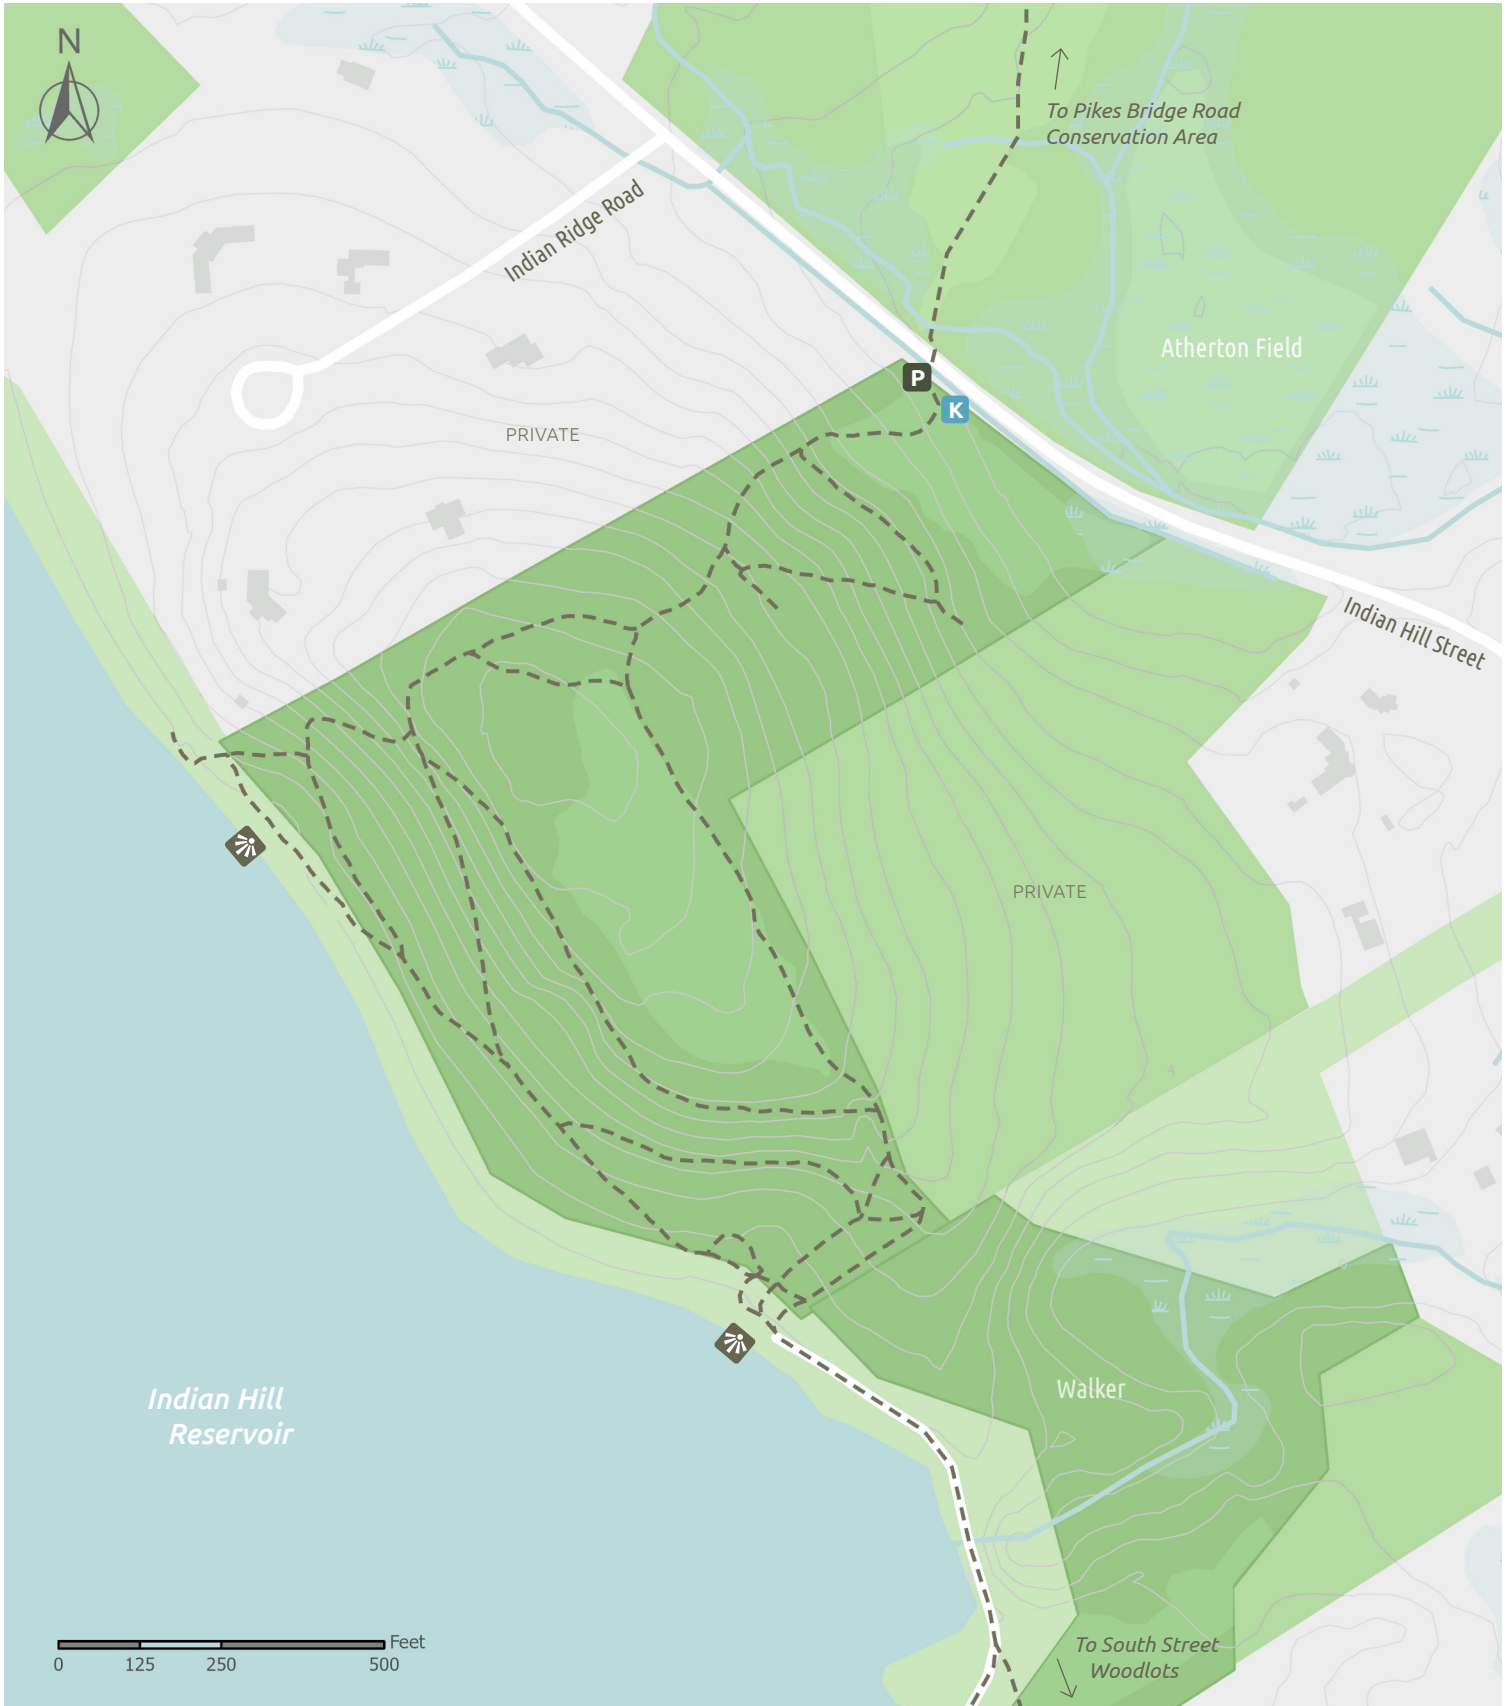 N
To Pikes Bridge Road
Conservation Area
Indian Ridge Road
Atherton Field
P
K
PRIVATE
Indian Hill Street
PRIVATE
Indian Hill
Reservoir
Walker
To South Street
Woodlots
Feet
0 125 250 500